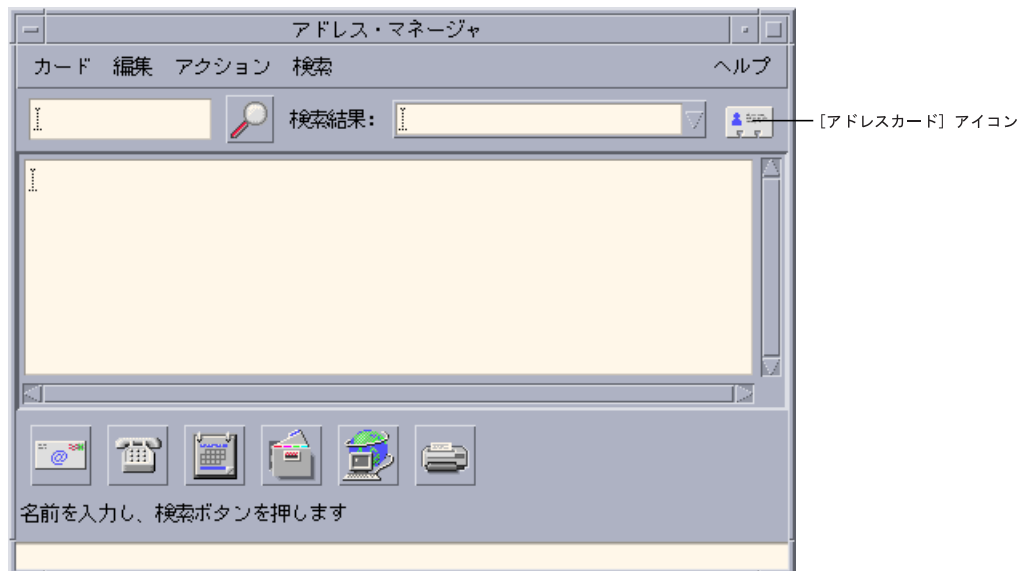 アドレス・マネージャ
カード 編集 アクション 検索 ヘルプ
検索結果:
[アドレスカード] アイコン
@
名前を入力し、検索ボタンを押します